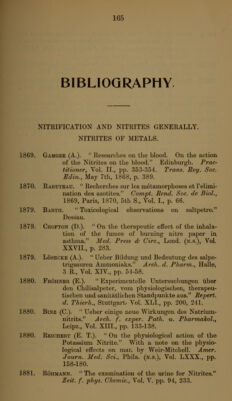 165
BIBLIOGRAPHY.
NITRIFICATION AND NITRITES GENERALLY.
NITRITES OF METALS.
1869. Gamgee (A.). "Researches on the blood. On the action
of the Nitrites on the blood." Edinburgh. Prac-
titioner, Vol. II., pp. 353-354. Trans. Roy. Soc.
Edin., May 7th, 1868, p. 389.
1870. Rabuteau. "Recherches sur les métamorphoses et l'elimi-
nation des azotites." Compt. Rend. Soc. de Biol.,
1869, Paris, 1870, 5th S., Vol. I., p. 66.
1879. Barth. "Toxicological observations on saltpetre."
Dessau.
1879. Crofton (D.). "On the therapeutic effect of the inhala-
tion of the fumes of burning nitre paper in
asthma." Med. Press & Circ., Lond. (n.s.), Vol.
XXVII., p. 283.
1879. Löbecke (A.). "Ueber Bildung und Bedeutung des salpe-
trigsauren Ammoniaks." Arch. d. Pharm., Halle,
3 R., Vol. XIV., pp. 54-58.
1880. Fröhner (E.). "Experimentelle Untersuchungen über
den Chilisalpeter, vom physiologischen, therapeu-
tischen und sanitätlichen Standpunkte aus." Repert.
d. Thierh., Stuttgart. Vol. XLI., pp. 200, 241.
1880. Binz (C.). "Ueber einige neue Wirkungen des Natrium-
nitrits." Arch. f. exper. Path. u. Pharmakol.,
Leipz., Vol. XIII., pp. 133-138.
1880. Reichert (E. T.). "On the physiological action of the
Potassium Nitrite." With a note on the physio-
logical effects on man, by Weir-Mitchell. Amer.
Journ. Med. Sci., Phila. (n.s.), Vol. LXXX., pp.
158-180.
1881. Böhmann. "The examination of the urine for Nitrites."
Zeit. f. phys. Chemie., Vol. V. pp. 94, 233.